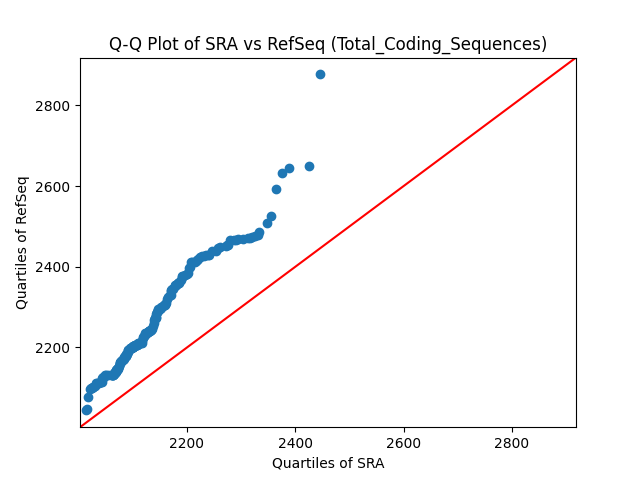 Q-Q Plot of SRA vs RefSeq (Total_Coding_Sequences)
2800
2600
2400
2200
Quartiles of RefSeq
2200 2400 2600 2800
Quartiles of SRA